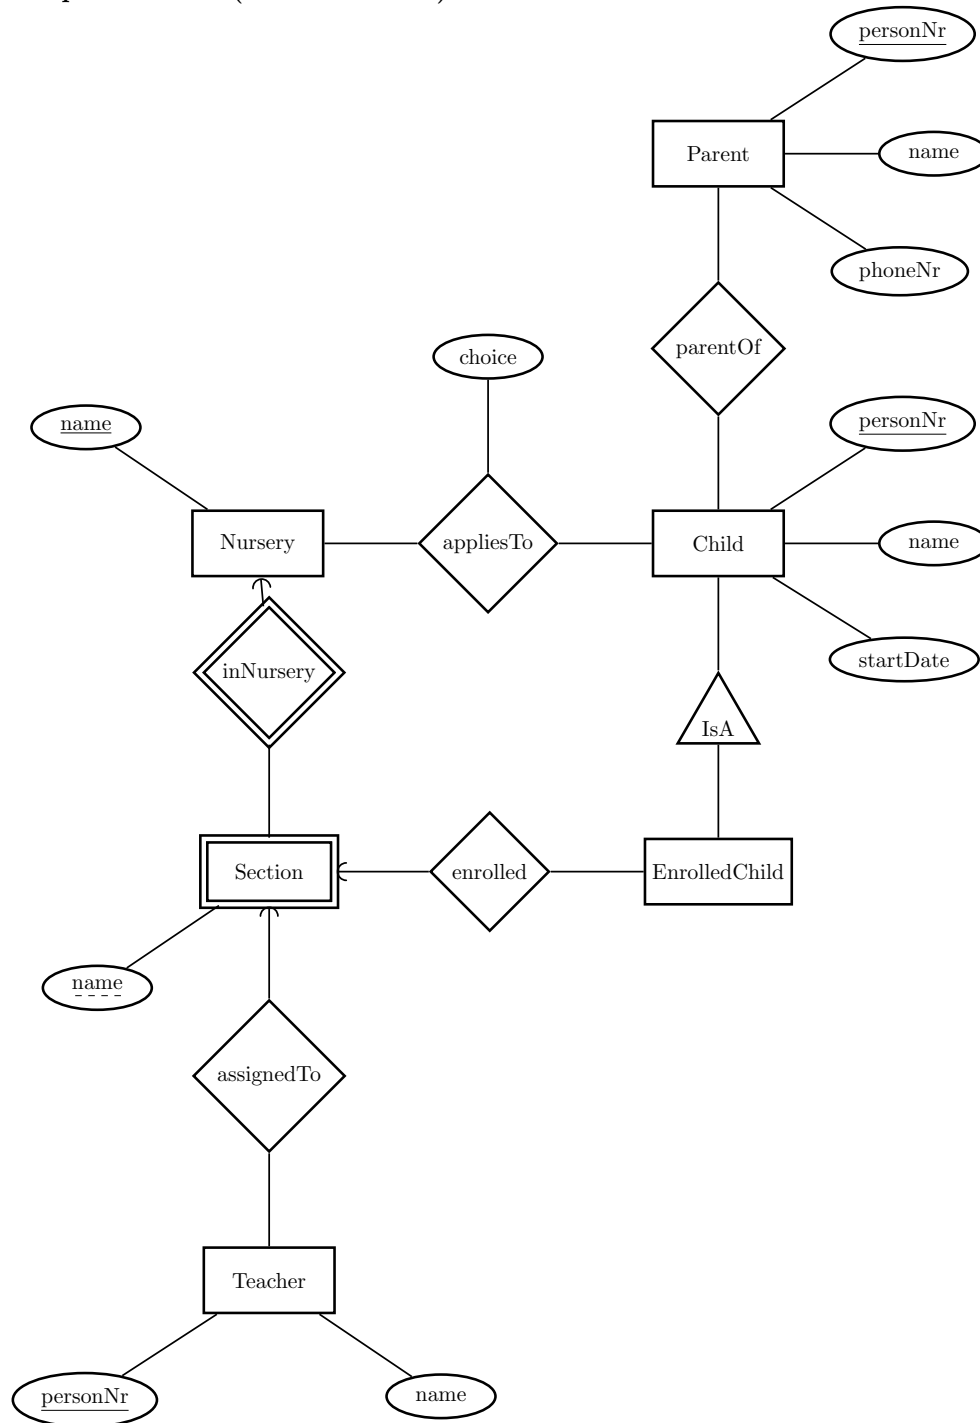 personNr
Parent
name
phoneNr
parentOf
choice
name
personNr
Nursery
appliesTo
Child
name
inNursery
startDate
IsA
Section
enrolled
EnrolledChild
name
assignedTo
Teacher
personNr
name